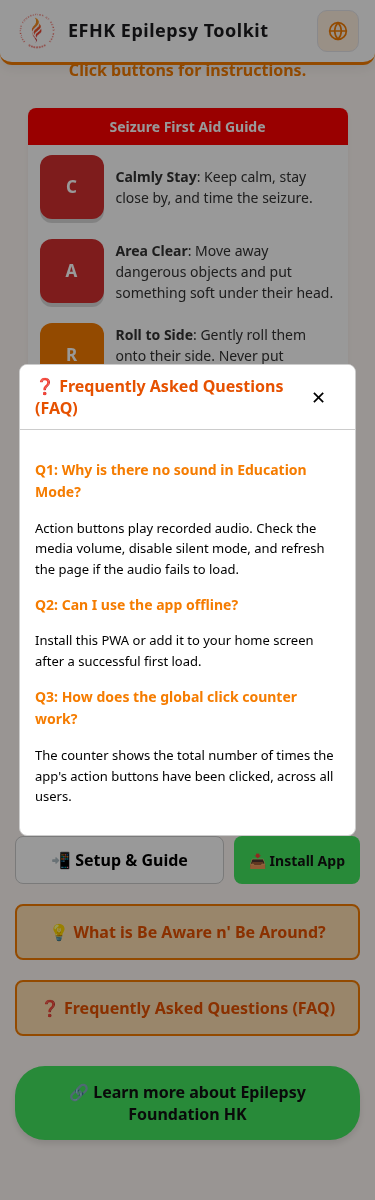 EFHK Epilepsy Toolkit
Click buttons for instructions.
Seizure First Aid Guide
C
Calmly Stay: Keep calm, stay
close by, and time the seizure.
A
Area Clear: Move away
dangerous objects and put
something soft under their head.
R
Roll to Side: Gently roll them
onto their side. Never put
❓ Frequently Asked Questions
(FAQ)
✕
Q1: Why is there no sound in Education
Mode?
Action buttons play recorded audio. Check the
media volume, disable silent mode, and refresh
the page if the audio fails to load.
Q2: Can I use the app offline?
Install this PWA or add it to your home screen
after a successful first load.
Q3: How does the global click counter
work?
The counter shows the total number of times the
app's action buttons have been clicked, across all
users.
📲 Setup & Guide
📥 Install App
💡 What is Be Aware n' Be Around?
❓ Frequently Asked Questions (FAQ)
🔗 Learn more about Epilepsy
Foundation HK